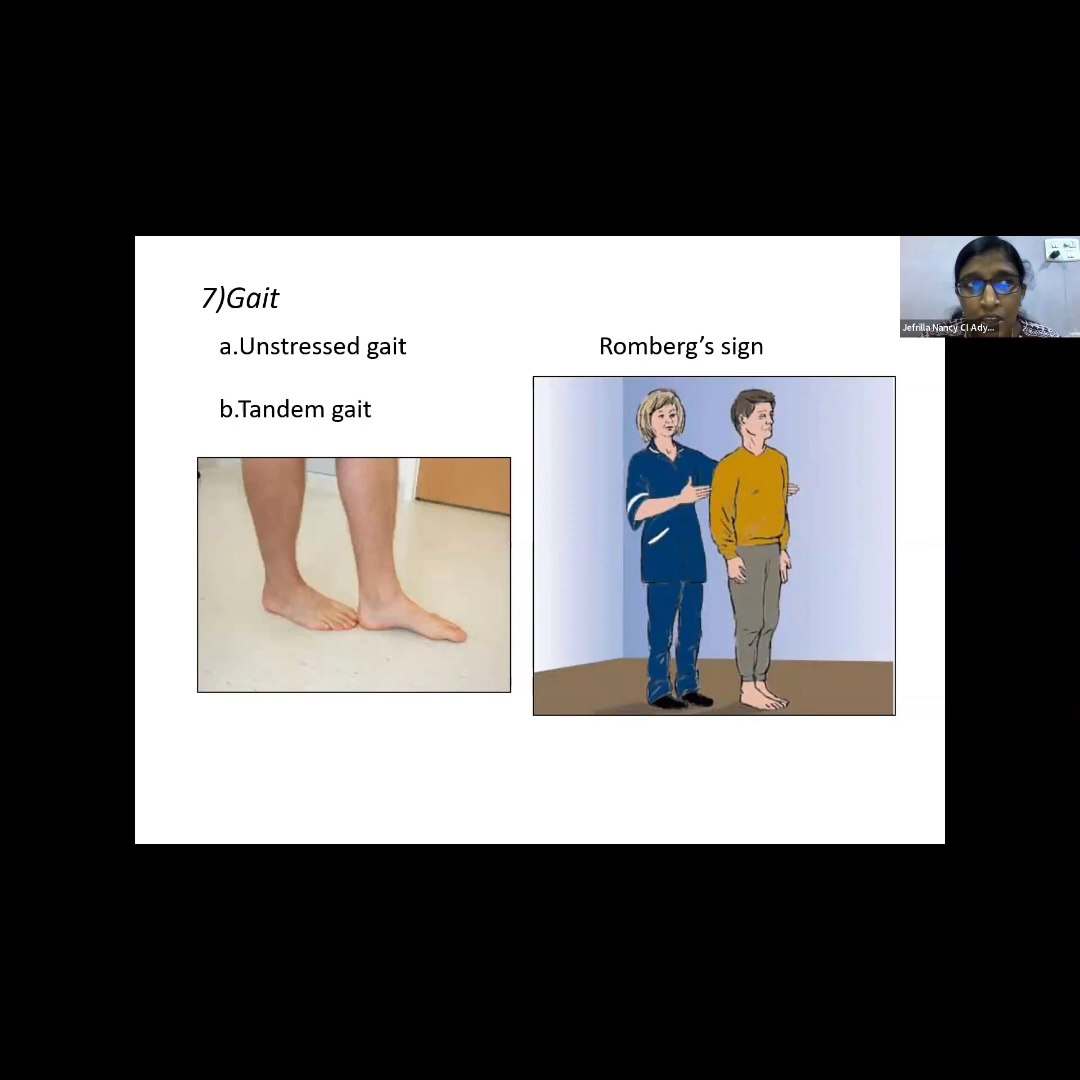 7)Gait
a.Unstressed gait
b.Tandem gait
Romberg’s sign
Jefrilla Nancy CI Ady...